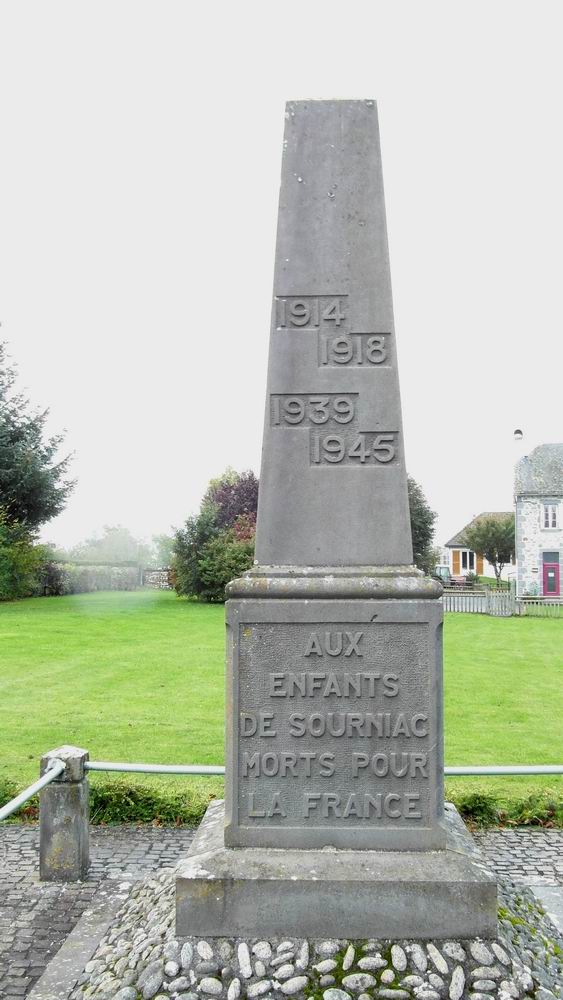 1914
1918
1939
1945
AUX
ENFANTS
DE SOURNIAC
MORTS POUR
LA FRANCE